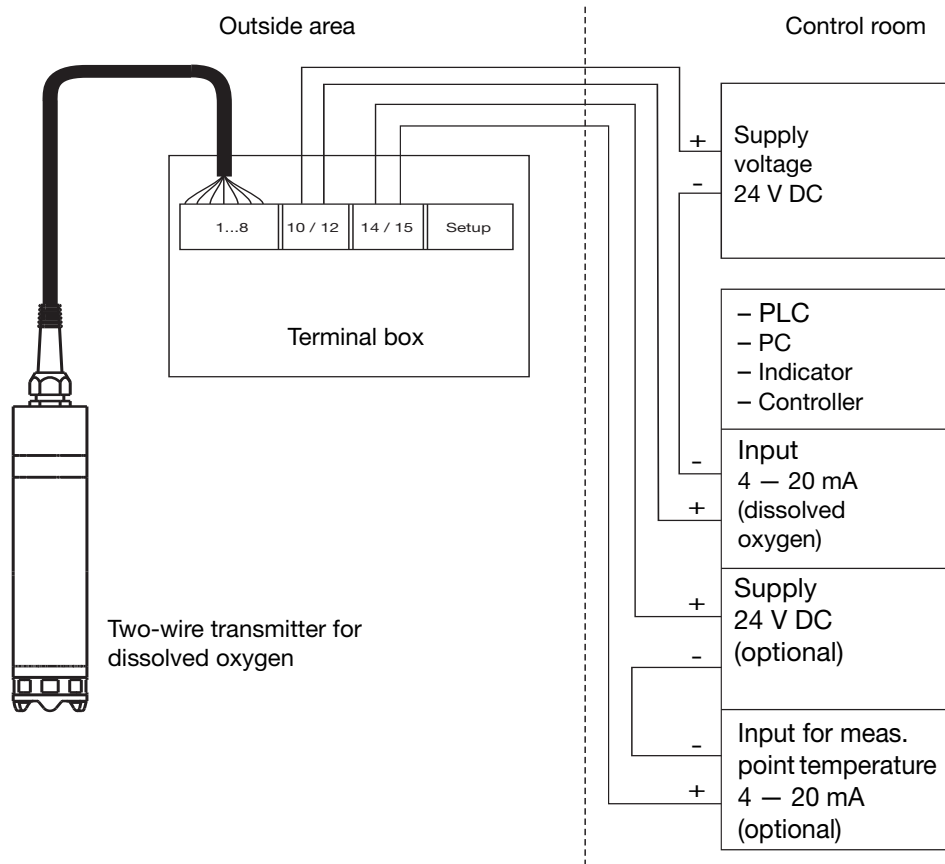 Outside area
Control room
+
Supply
voltage
24 V DC
-
1...8
10 / 12
14 / 15
Setup
Terminal box
– PLC
– PC
– Indicator
– Controller
-
Input
4 — 20 mA
(dissolved
oxygen)
+
Two-wire transmitter for
dissolved oxygen
+
Supply
24 V DC
(optional)
-
-
Input for meas.
point temperature
4 — 20 mA
(optional)
+